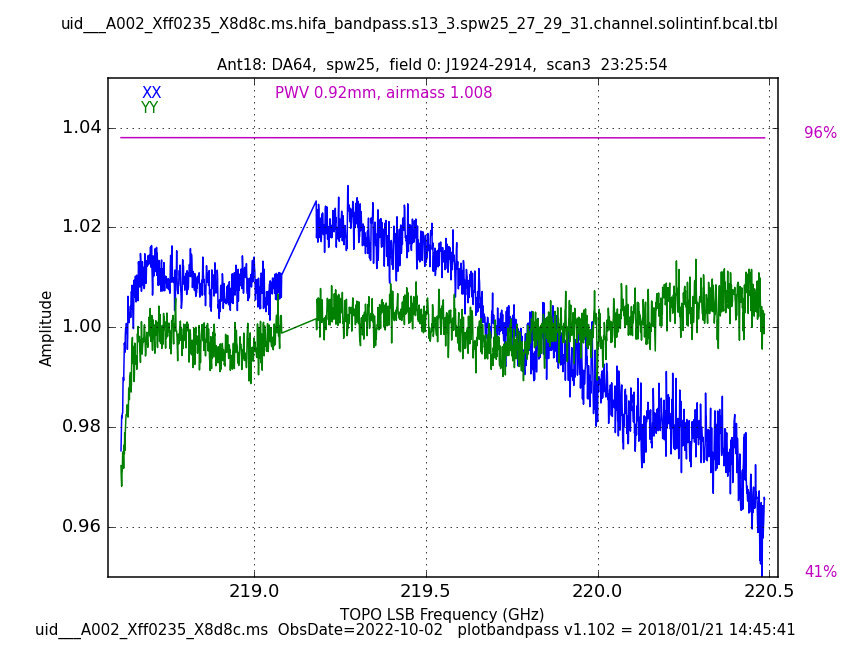 uid___A002_Xff0235_X8d8c.ms.hifa_bandpass.s13_3.spw25_27_29_31.channel.solintinf.bcal.tbl
Ant18: DA64,  spw25,  field 0: J1924-2914,  scan3  23:25:54
XX
PWV 0.92mm, airmass 1.008
YY
1.04
96%
1.02
1.00
Amplitude
0.98
0.96
41%
219.0 219.5 220.0 220.5
TOPO LSB Frequency (GHz)
uid___A002_Xff0235_X8d8c.ms  ObsDate=2022-10-02   plotbandpass v1.102 = 2018/01/21 14:45:41